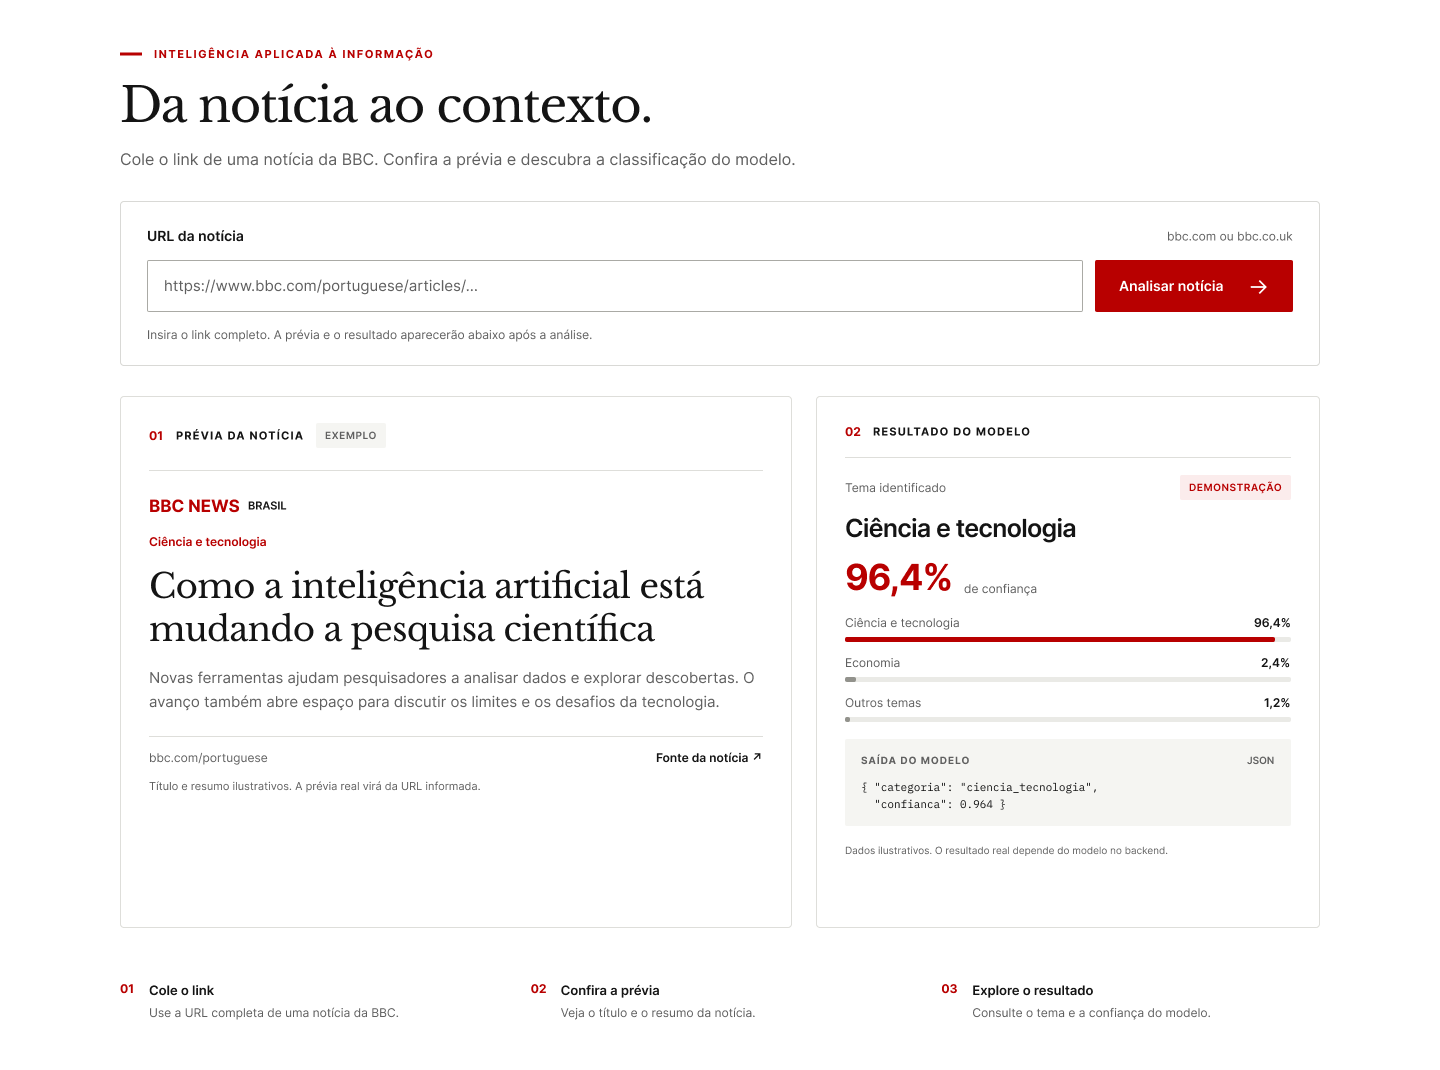 INTELIGÊNCIA APLICADA À INFORMAÇÃO
Da notícia ao contexto.
Cole o link de uma notícia da BBC. Confira a prévia e descubra a classificação do modelo.
URL da notícia
bbc.com ou bbc.co.uk
https://www.bbc.com/portuguese/articles/...
Analisar notícia →
Insira o link completo. A prévia e o resultado aparecerão abaixo após a análise.
01 PRÉVIA DA NOTÍCIA EXEMPLO
BBC NEWS BRASIL
Ciência e tecnologia
Como a inteligência artificial está
mudando a pesquisa científica
Novas ferramentas ajudam pesquisadores a analisar dados e explorar descobertas. O
avanço também abre espaço para discutir os limites e os desafios da tecnologia.
bbc.com/portuguese
Fonte da notícia ↗
Título e resumo ilustrativos. A prévia real virá da URL informada.
02 RESULTADO DO MODELO
Tema identificado
DEMONSTRAÇÃO
Ciência e tecnologia
96,4% de confiança
Ciência e tecnologia 96,4%
Economia 2,4%
Outros temas 1,2%
SAÍDA DO MODELO JSON
{ "categoria": "ciencia_tecnologia",
"confianca": 0.964 }
Dados ilustrativos. O resultado real depende do modelo no backend.
01 Cole o link
Use a URL completa de uma notícia da BBC.
02 Confira a prévia
Veja o título e o resumo da notícia.
03 Explore o resultado
Consulte o tema e a confiança do modelo.